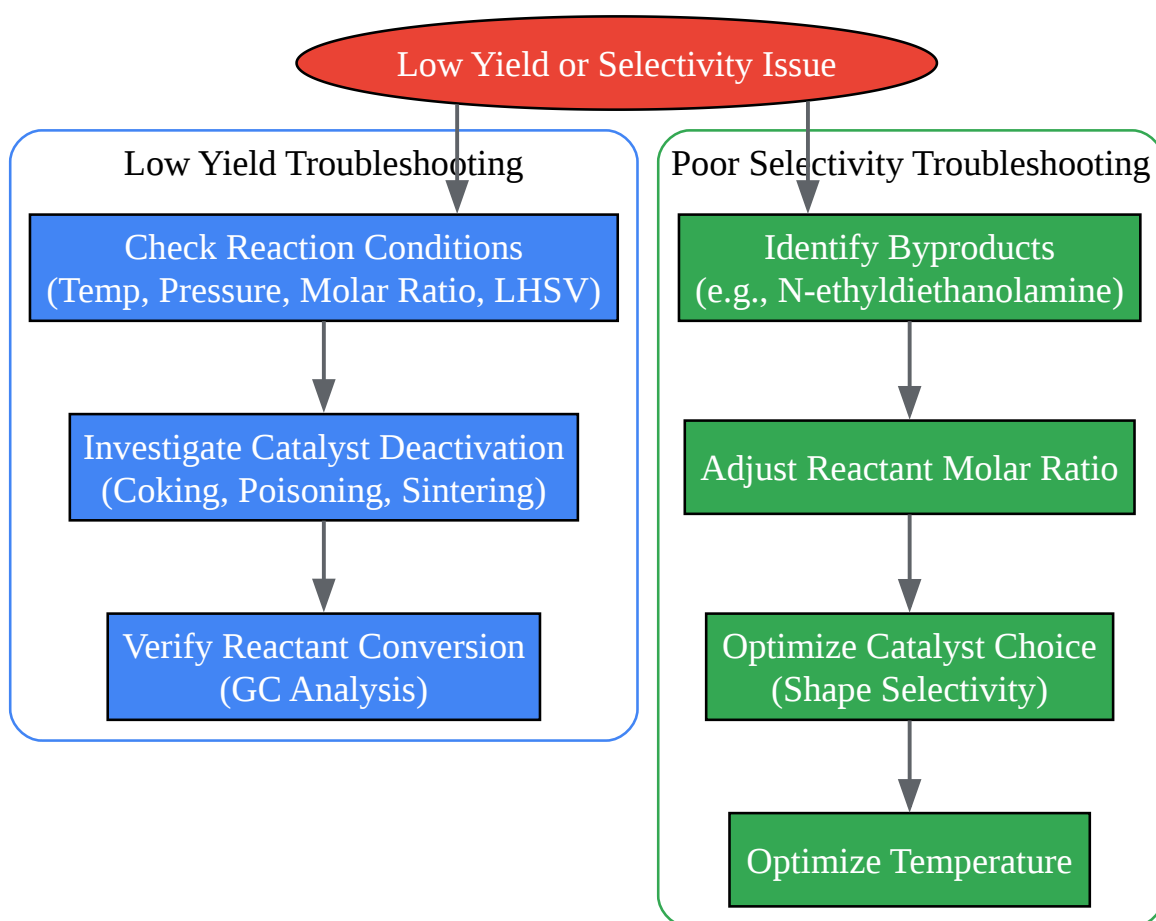 Low Yield or Selectivity Issue
Low Yield Troubleshooting
Check Reaction Conditions
(Temp, Pressure, Molar Ratio, LHSV)
Investigate Catalyst Deactivation
(Coking, Poisoning, Sintering)
Verify Reactant Conversion
(GC Analysis)
Poor Selectivity Troubleshooting
Identify Byproducts
(e.g., N-ethyldiethanolamine)
Adjust Reactant Molar Ratio
Optimize Catalyst Choice
(Shape Selectivity)
Optimize Temperature